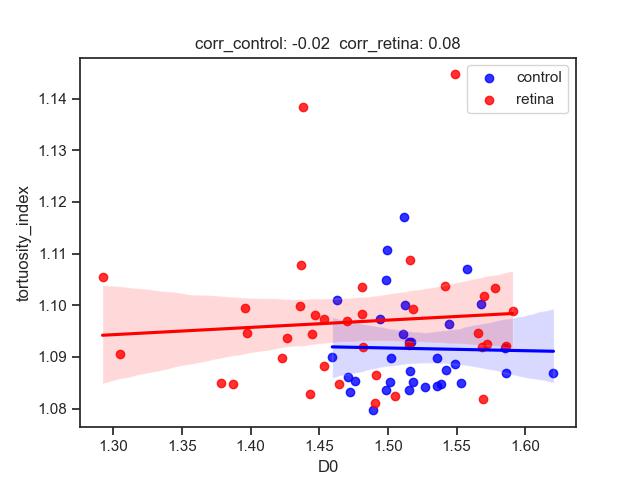 corr_control: -0.02  corr_retina: 0.08
control
retina
1.14
1.13
1.12
1.11
1.10
1.09
1.08
tortuosity_index
1.30 1.35 1.40 1.45 1.50 1.55 1.60
D0